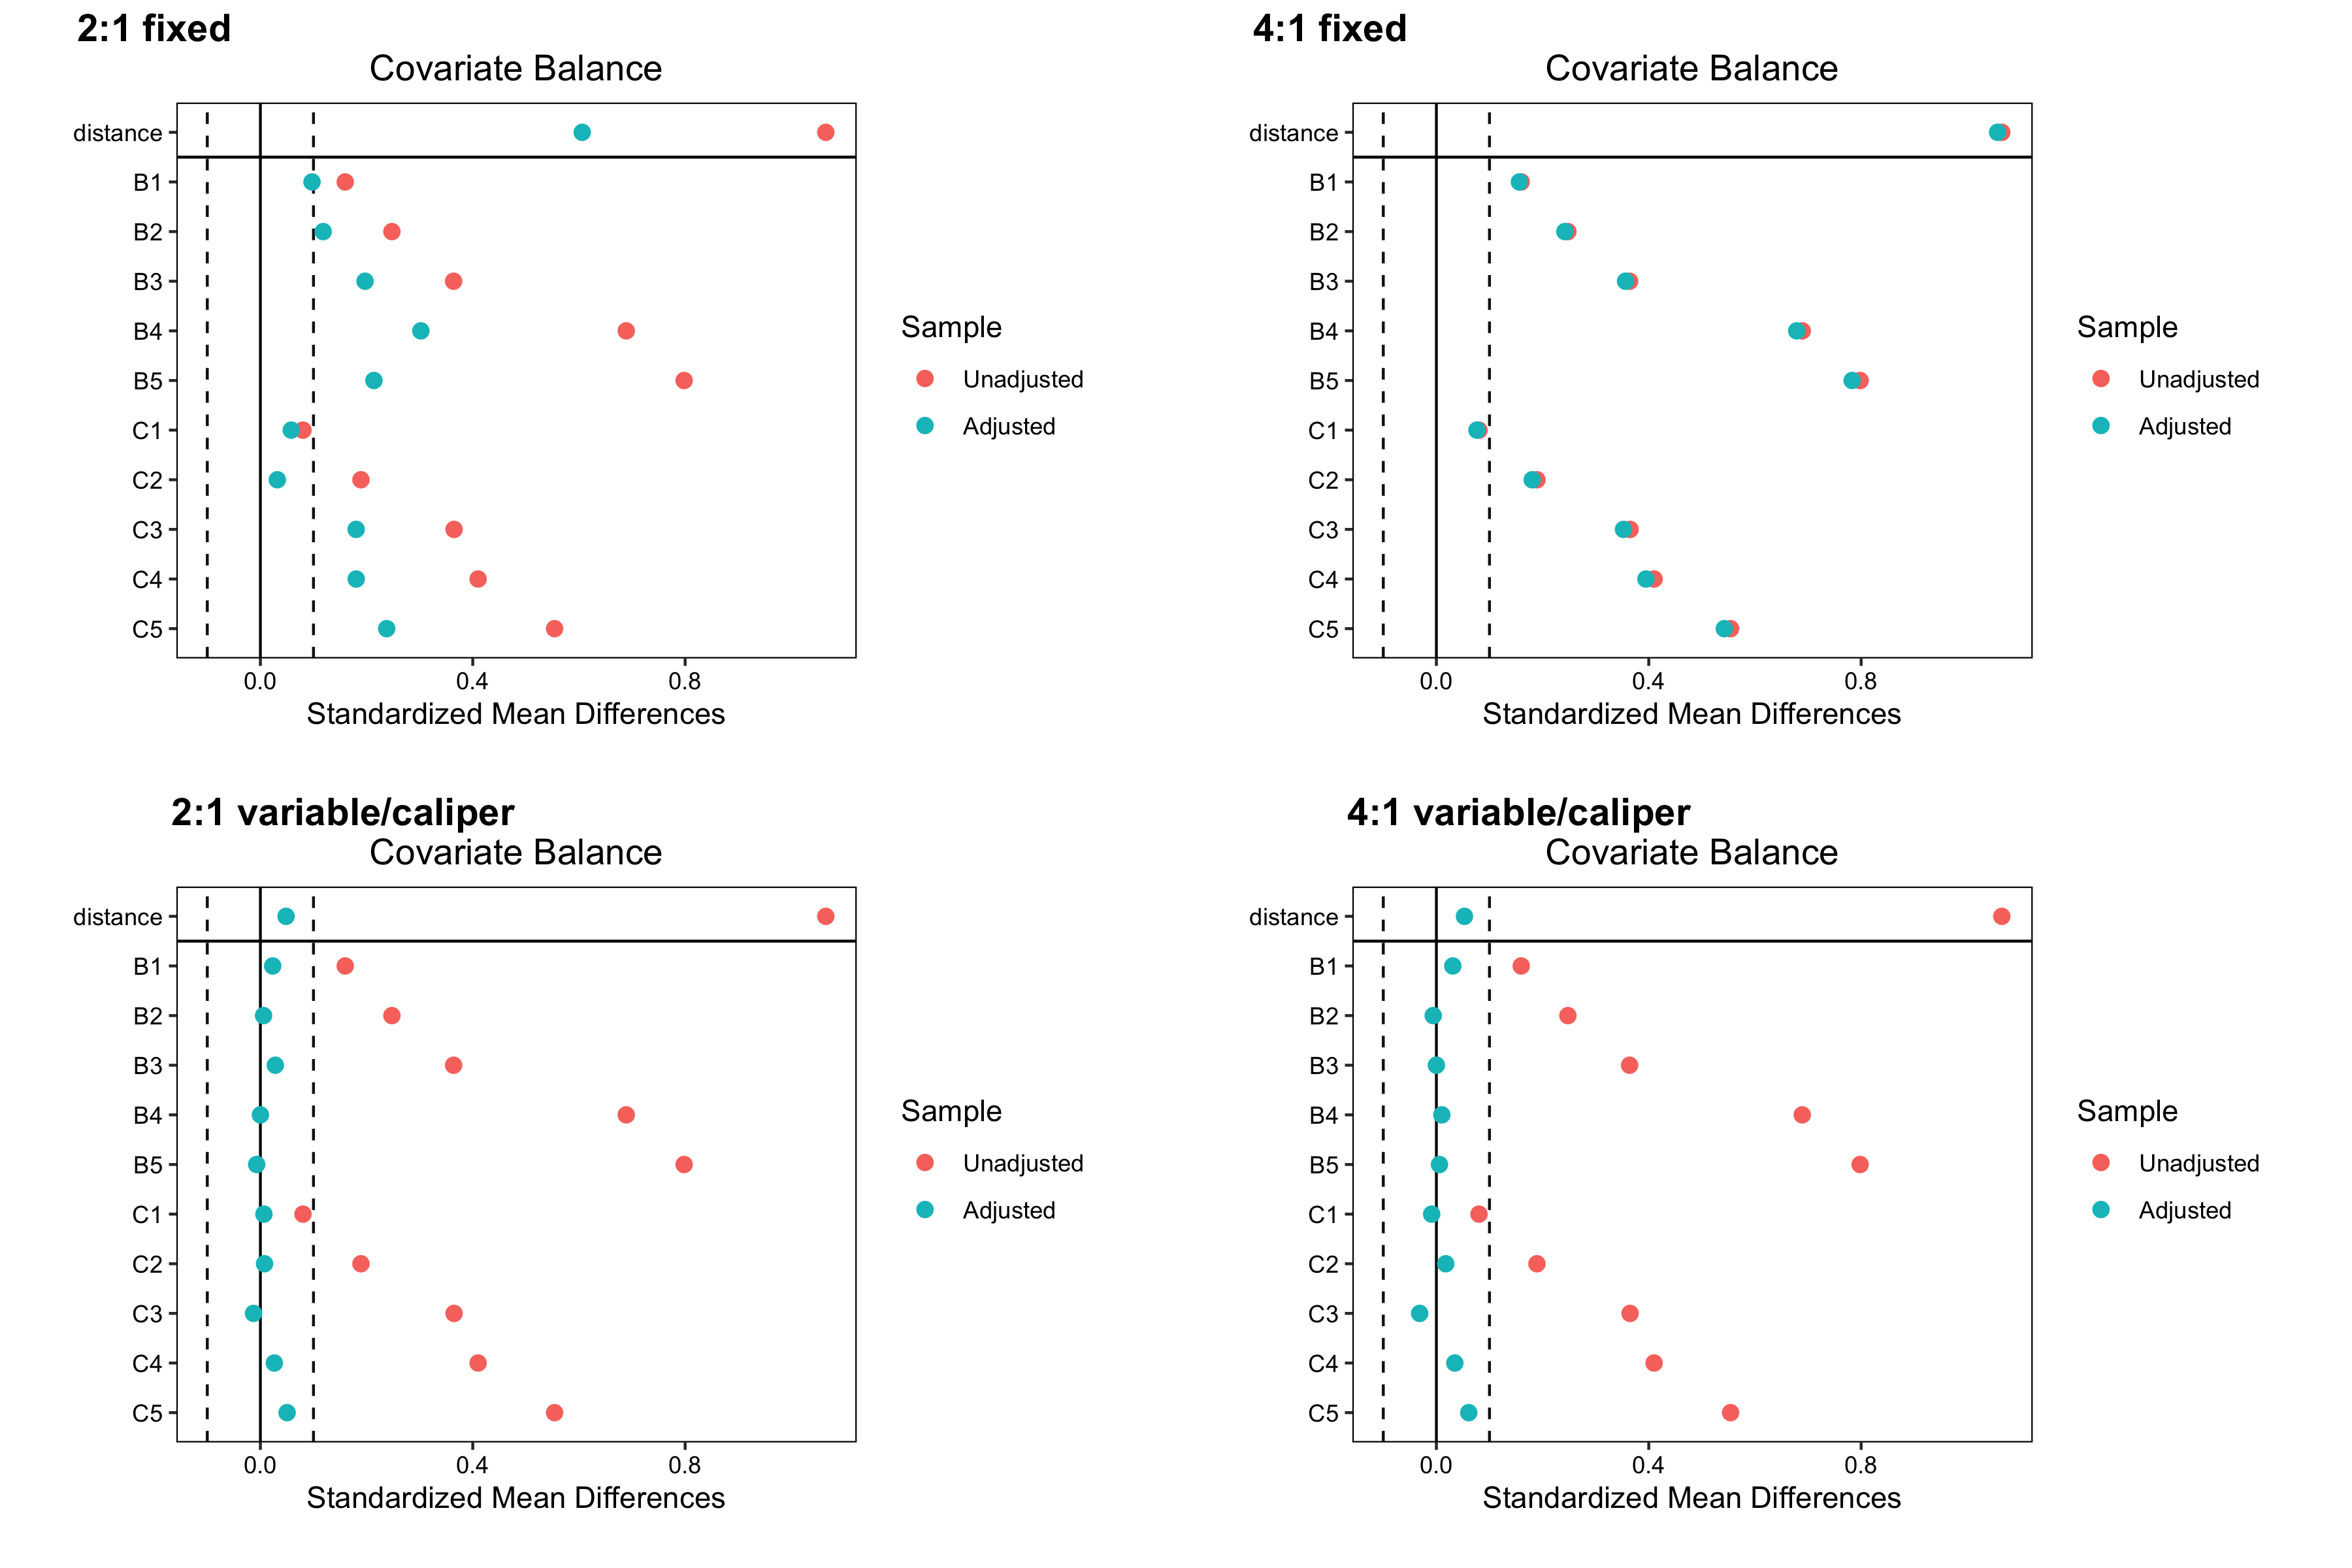 2:1 fixed
Covariate Balance
distance
B1
B2
B3
B4
B5
C1
C2
C3
C4
C5
0.0 0.4 0.8
Standardized Mean Differences
Sample
Unadjusted
Adjusted
4:1 fixed
Covariate Balance
distance
B1
B2
B3
B4
B5
C1
C2
C3
C4
C5
0.0 0.4 0.8
Standardized Mean Differences
Sample
Unadjusted
Adjusted
2:1 variable/caliper
Covariate Balance
distance
B1
B2
B3
B4
B5
C1
C2
C3
C4
C5
0.0 0.4 0.8
Standardized Mean Differences
Sample
Unadjusted
Adjusted
4:1 variable/caliper
Covariate Balance
distance
B1
B2
B3
B4
B5
C1
C2
C3
C4
C5
0.0 0.4 0.8
Standardized Mean Differences
Sample
Unadjusted
Adjusted